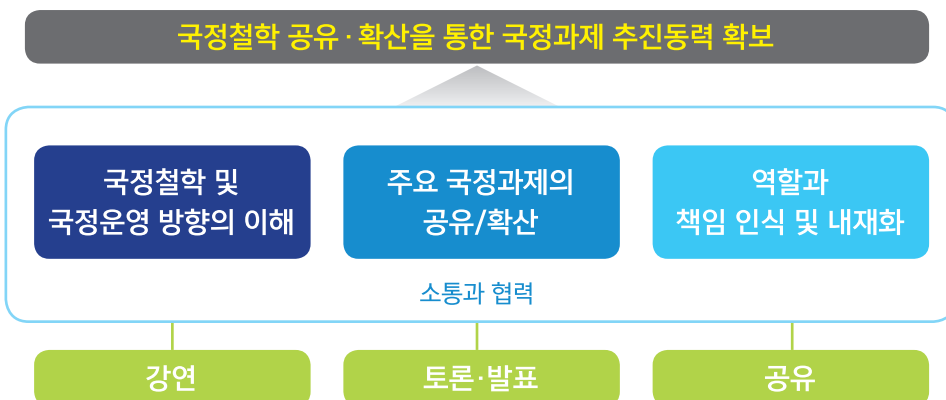 국정철학 공유·확산을 통한 국정과제 추진동력 확보
국정철학 및
국정운영 방향의 이해
주요 국정과제의
공유/확산
역할과
책임 인식 및 내재화
소통과 협력
강연
토론·발표
공유